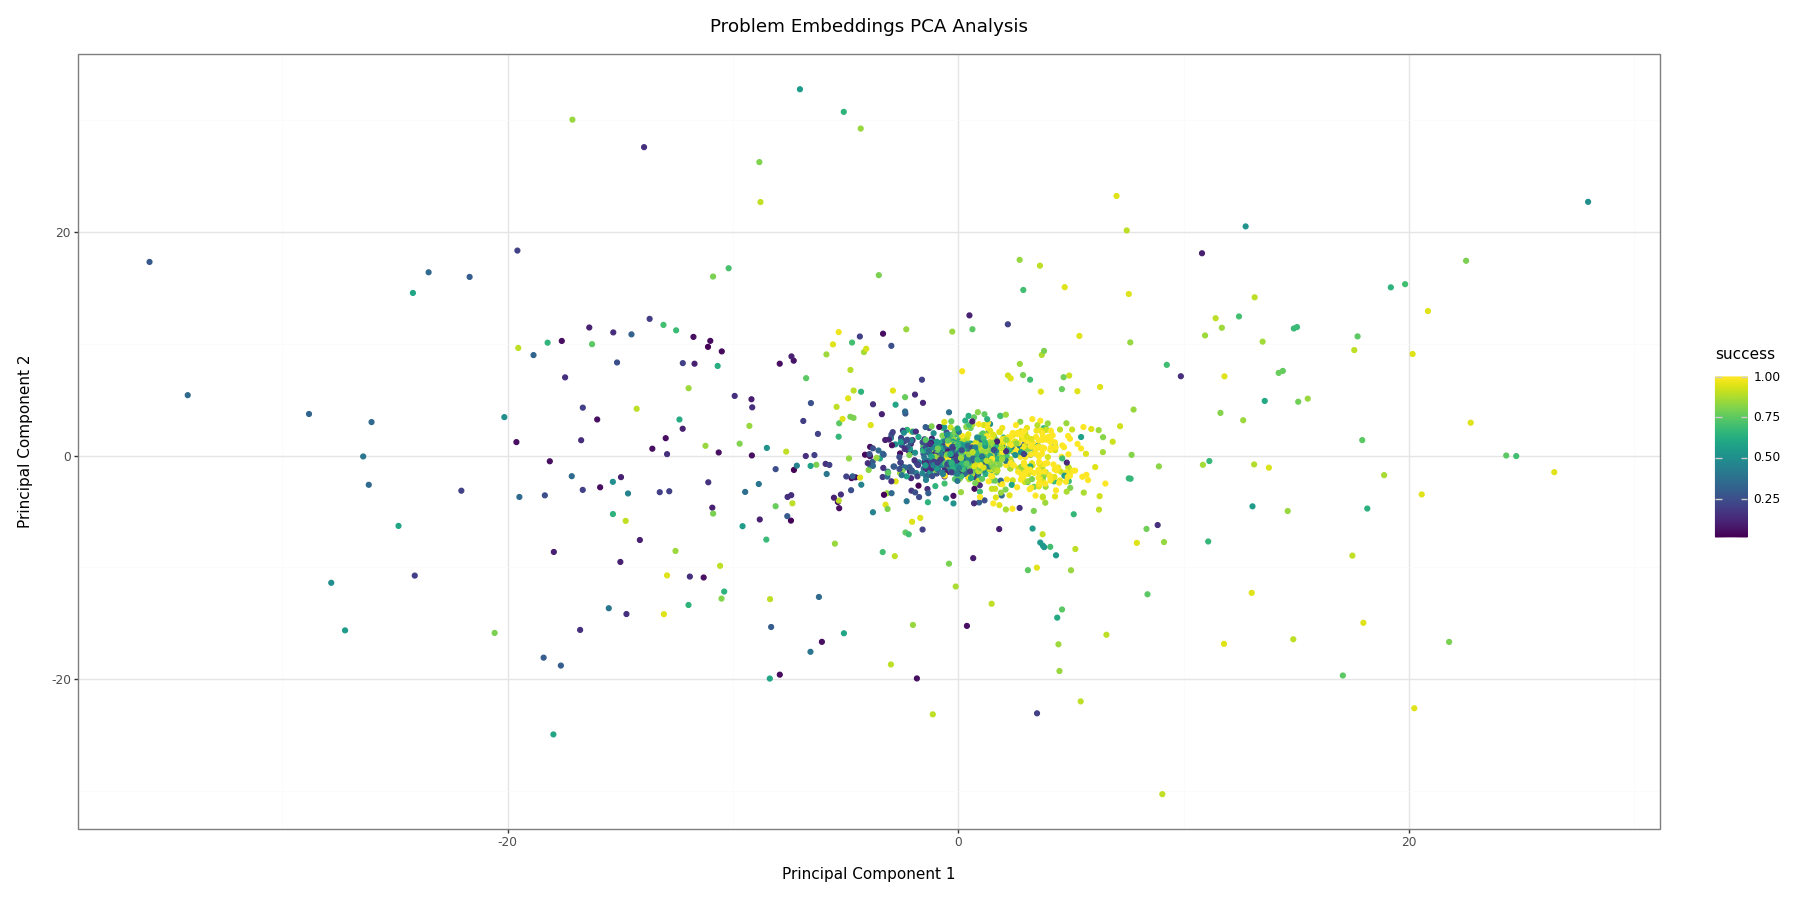 Problem Embeddings PCA Analysis
Principal Component 2
20
0
-20
-20
0
20
Principal Component 1
success
1.00
0.75
0.50
0.25